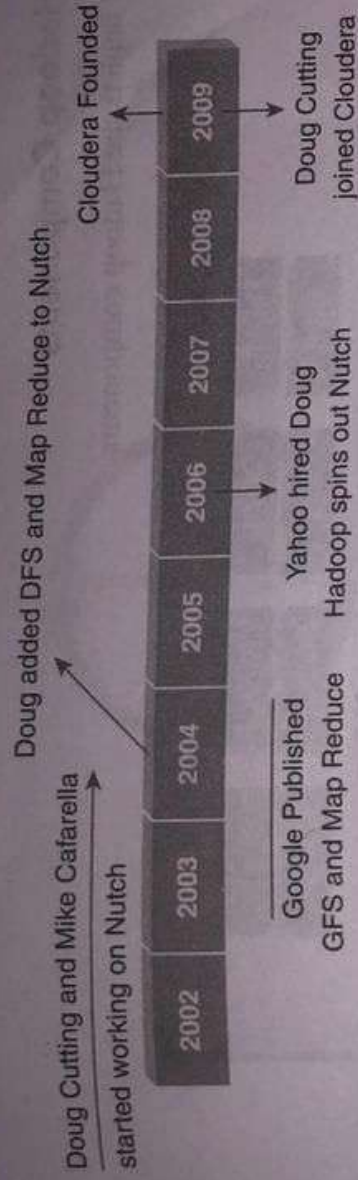 Doug Cutting and Mike Cafarella
started working on Nutch
Doug added DFS and Map Reduce to Nutch
Cloudera Founded
2002
2003
2004
2005
2006
2007
2008
2009
Google Published
GFS and Map Reduce
Yahoo hired Doug
Hadoop spins out Nutch
Doug Cutting
joined Cloudera